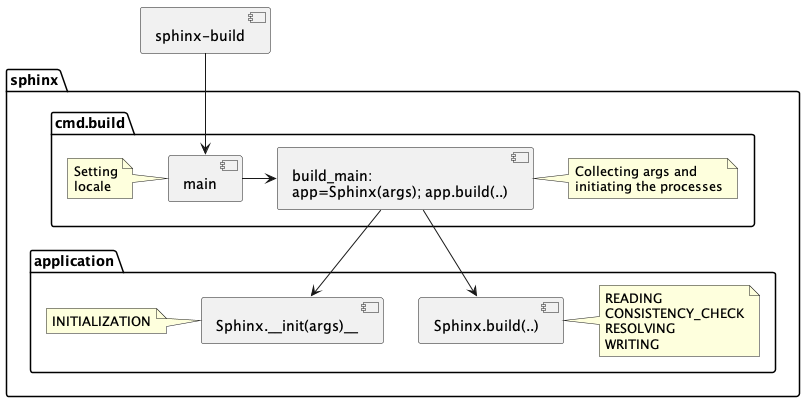 sphinx-build
sphinx
cmd.build
Setting
locale
main
build_main:
app=Sphinx(args); app.build(..)
Collecting args and
initiating the processes
application
INITIALIZATION
Sphinx.__init(args)__
Sphinx.build(..)
READING
CONSISTENCY_CHECK
RESOLVING
WRITING